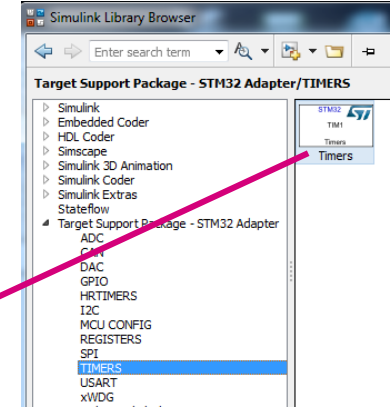 Simulink Library Browser
Enter search term
Target Support Package - STM32 Adapter/TIMERS
Simulink
Embedded Coder
HDL Coder
Simscape
Simulink 3D Animation
Simulink Coder
Simulink Extras
Stateflow
Target Support Package - STM32 Adapter
ADC
CAN
DAC
GPIO
HRTIMERS
I2C
MCU CONFIG
REGISTERS
SPI
TIMERS
USART
xWDG
STM32
TIM1
Timers
Timers